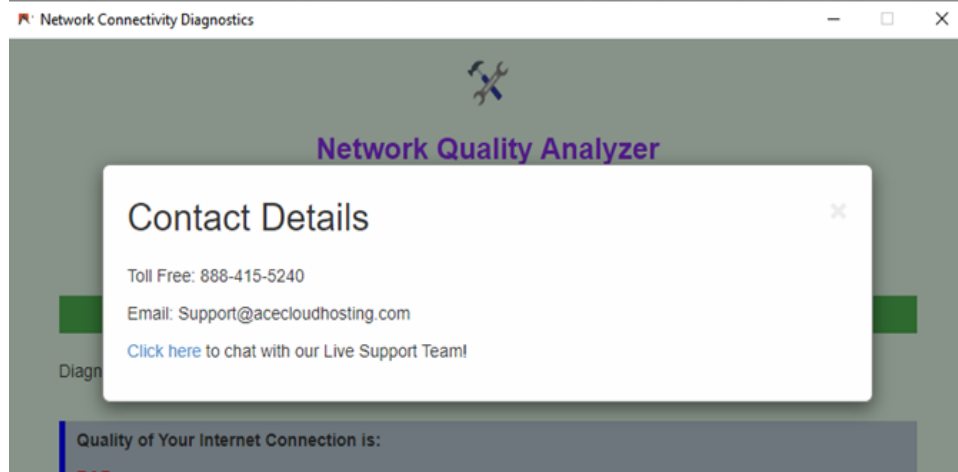 Network Connectivity Diagnostics
Network Quality Analyzer
Contact Details
Toll Free: 888-415-5240
Email: Support@acecloudhosting.com
Click here to chat with our Live Support Team!
Diagn
Quality of Your Internet Connection is: